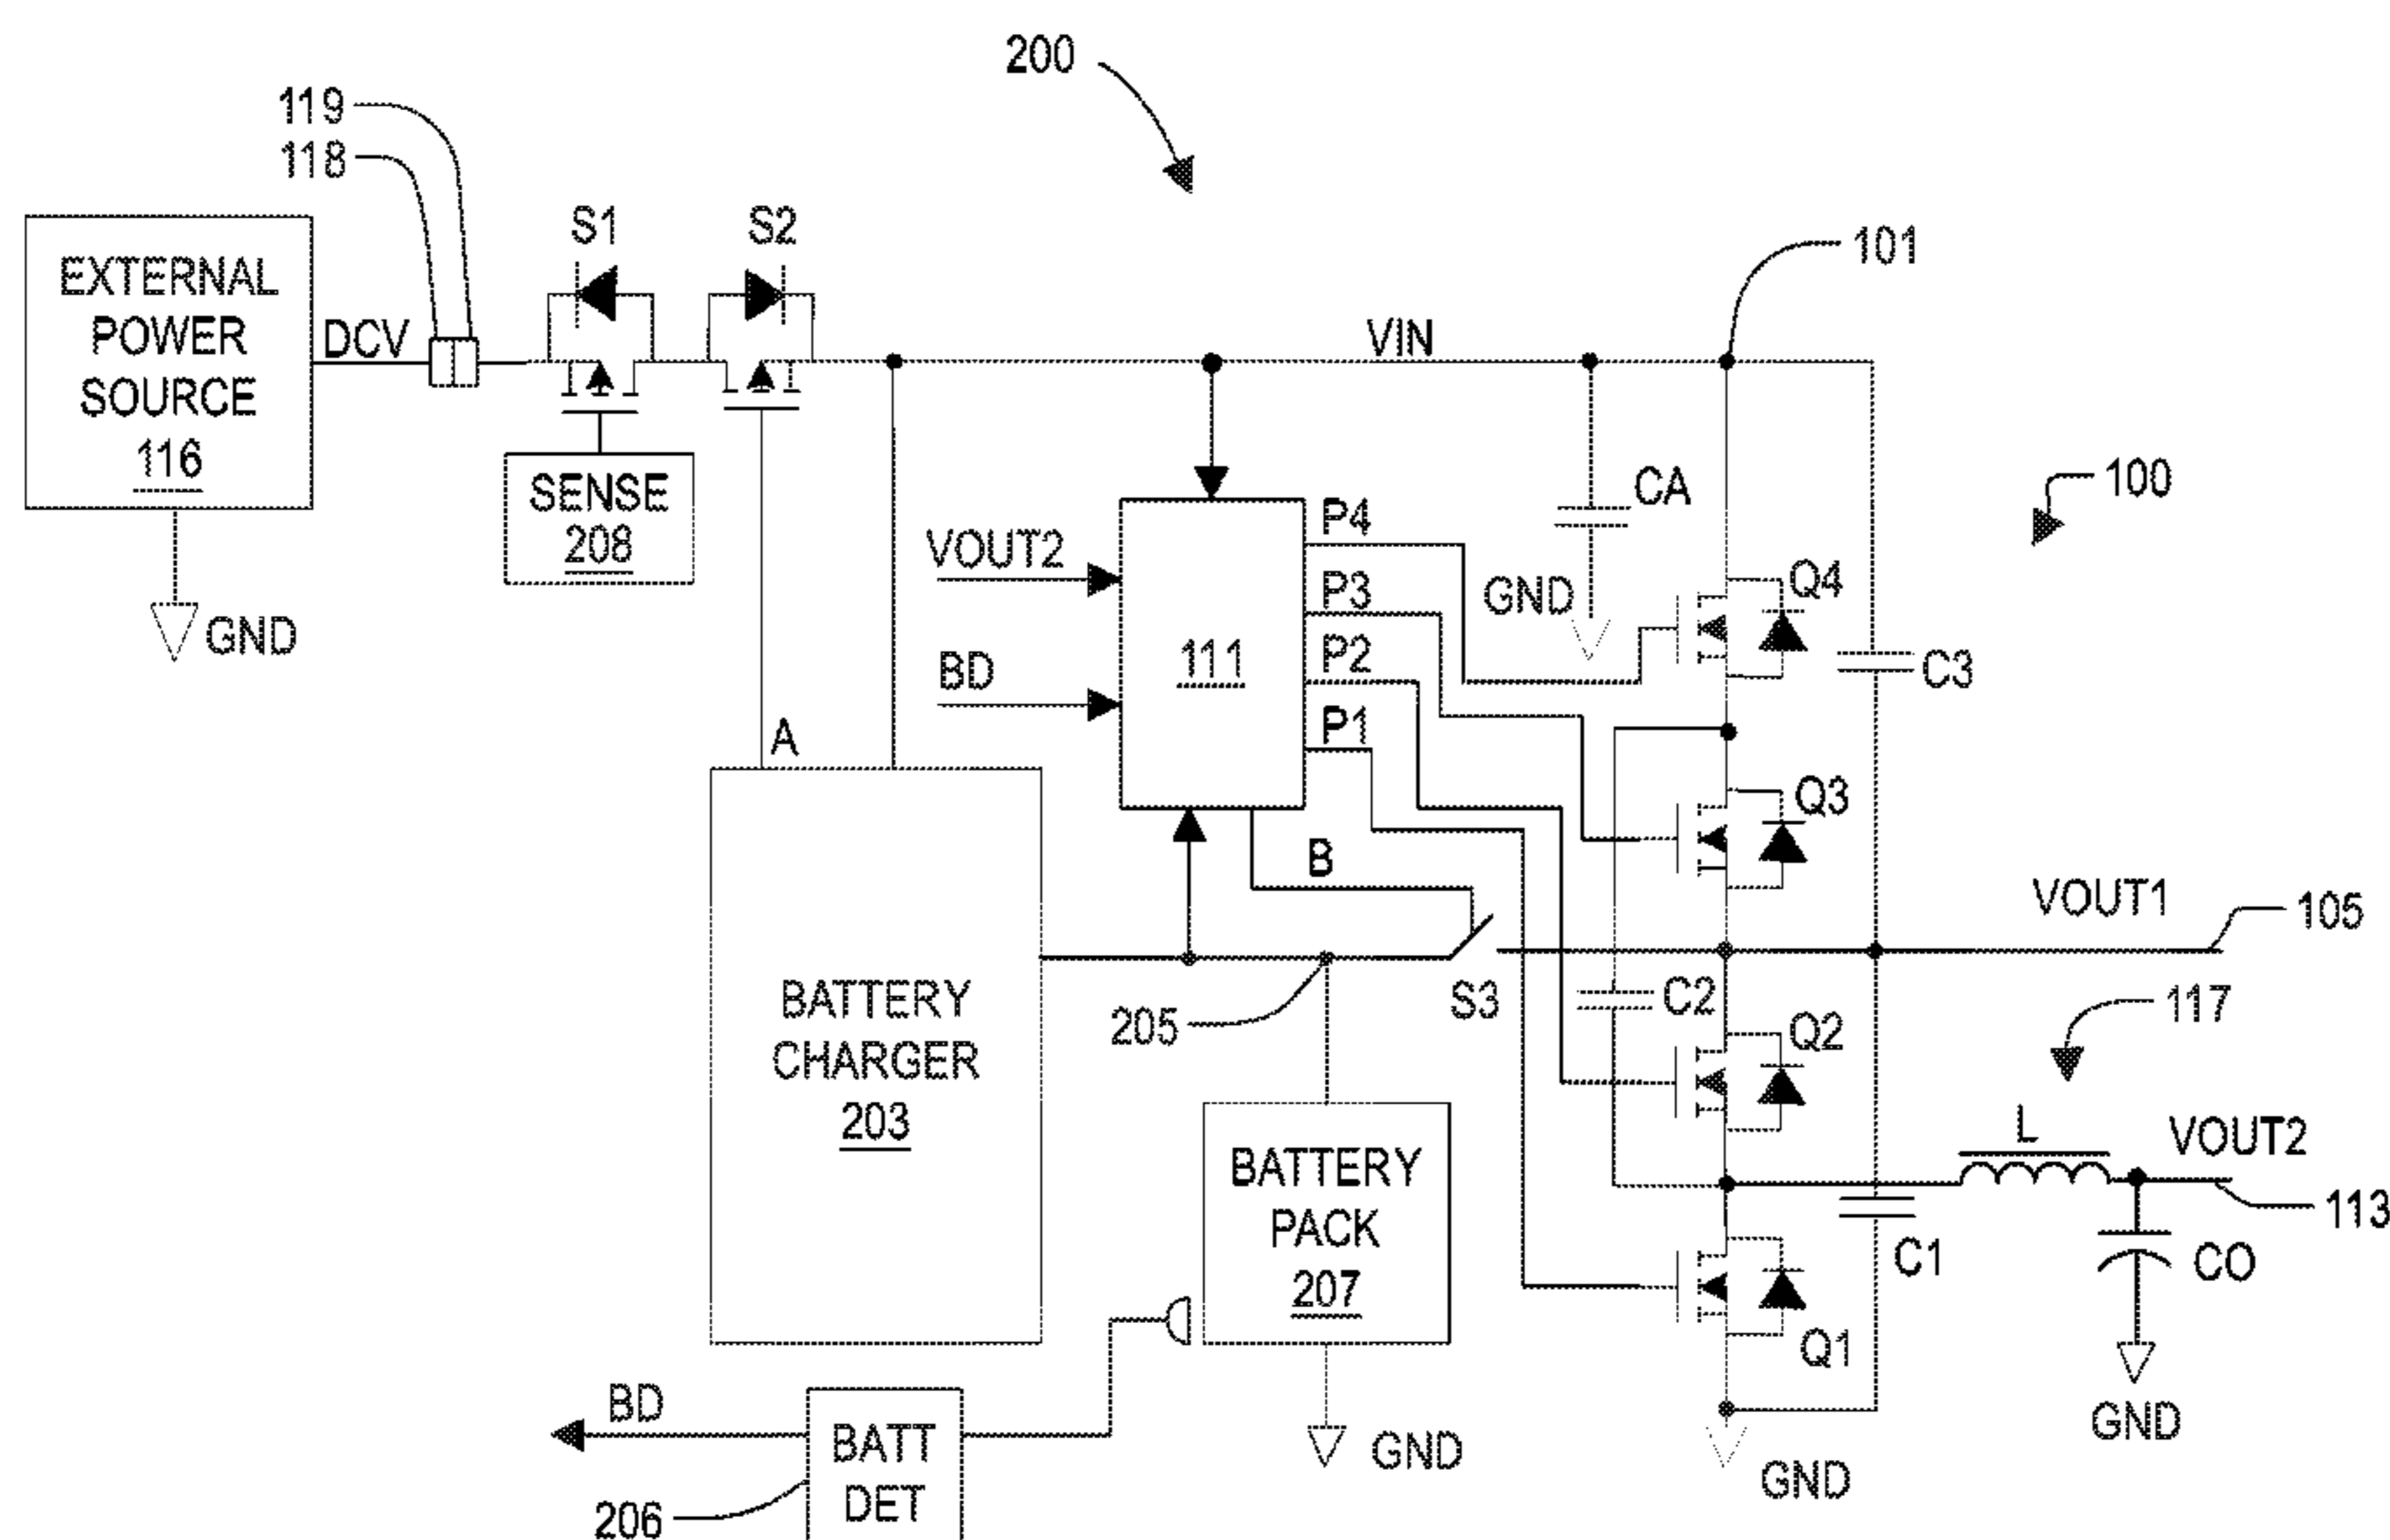 200
119
118
S1
S2
101
EXTERNAL
POWER
SOURCE
116
DCV
VIN
SENSE
208
GND
VOUT2
BD
111
P4
P3
P2
P1
CA
GND
100
Q4
C3
A
B
Q3
VOUT1
105
BATTERY
CHARGER
203
205
S3
C2
117
Q2
L
VOUT2
113
BATTERY
PACK
207
C1
CO
Q1
GND
BD
BATT
DET
206
GND
GND